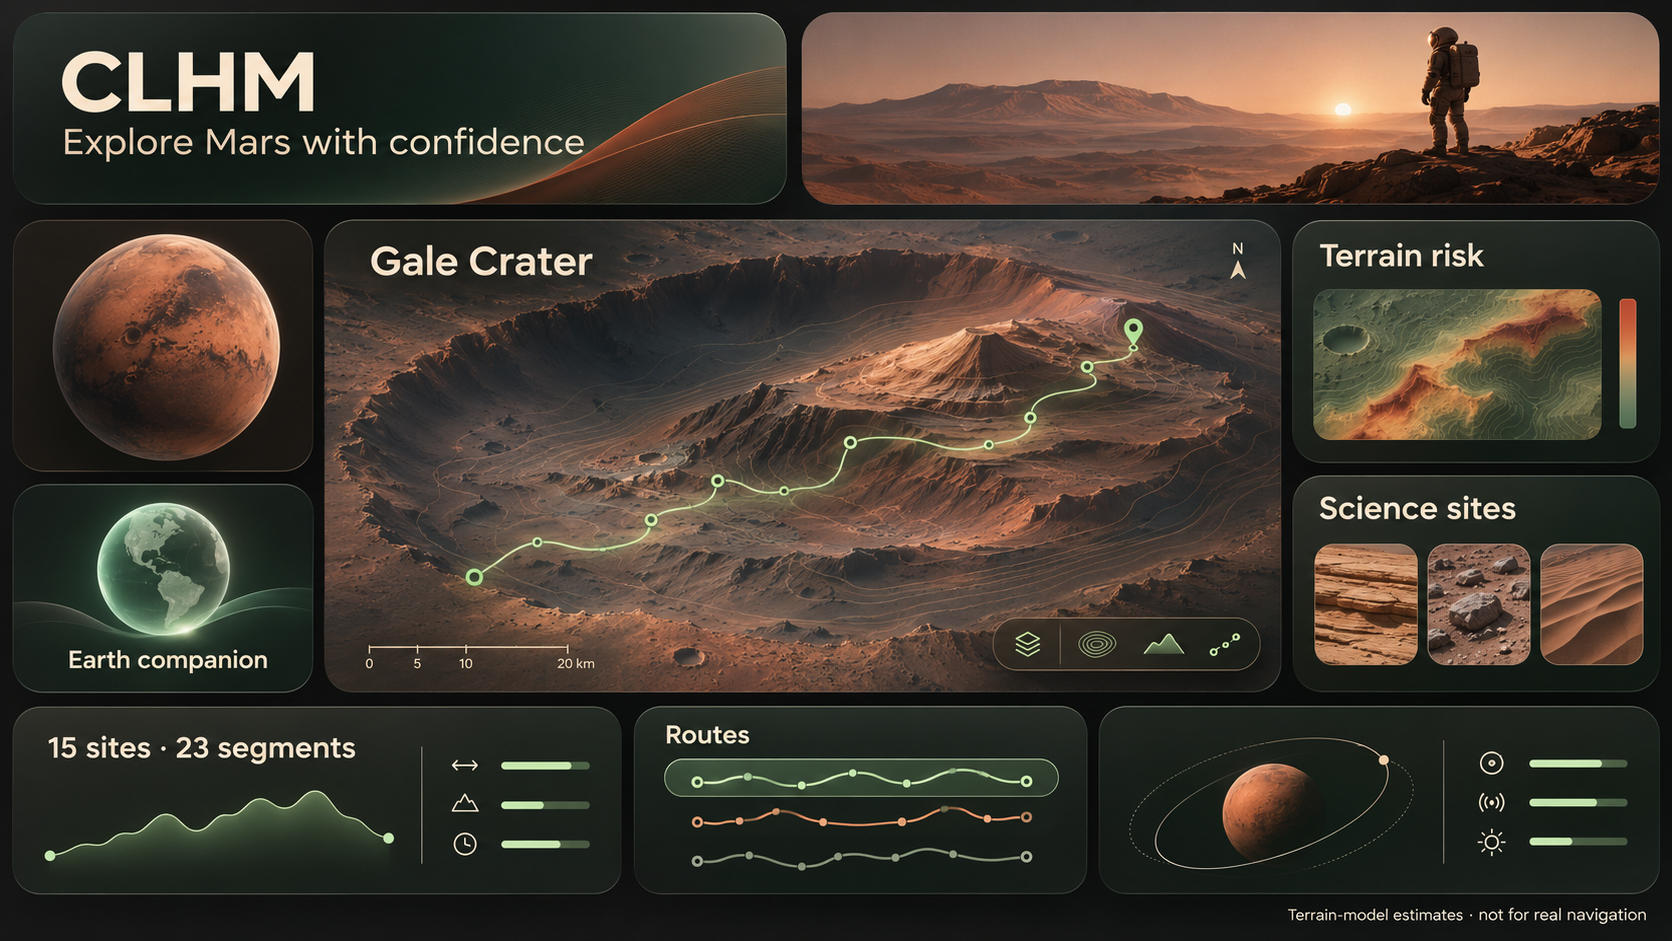 CLHM
Explore Mars with confidence
Gale Crater
N
Terrain risk
Science sites
Earth companion
0 5 10 20 km
15 sites · 23 segments
Routes
Terrain-model estimates · not for real navigation